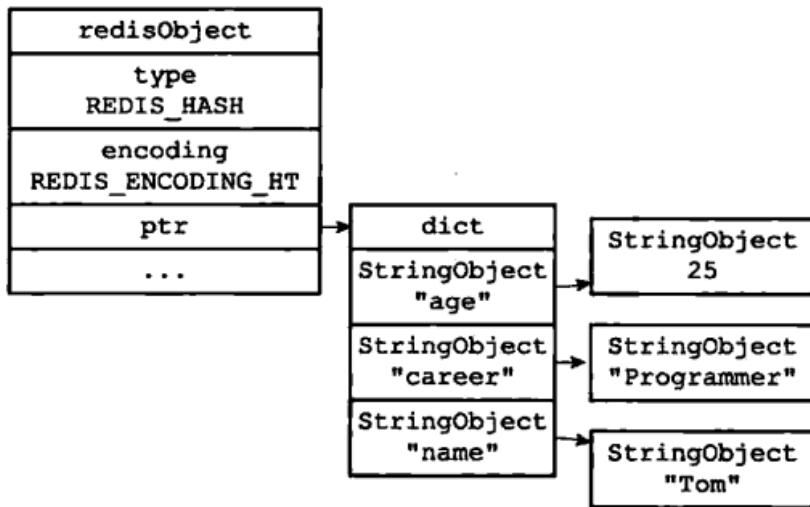 redisObject
type
REDIS_HASH
encoding
REDIS_ENCODING_HT
ptr
...
dict
StringObject
"age"
StringObject
"career"
StringObject
"name"
StringObject
25
StringObject
"Programmer"
StringObject
"Tom"